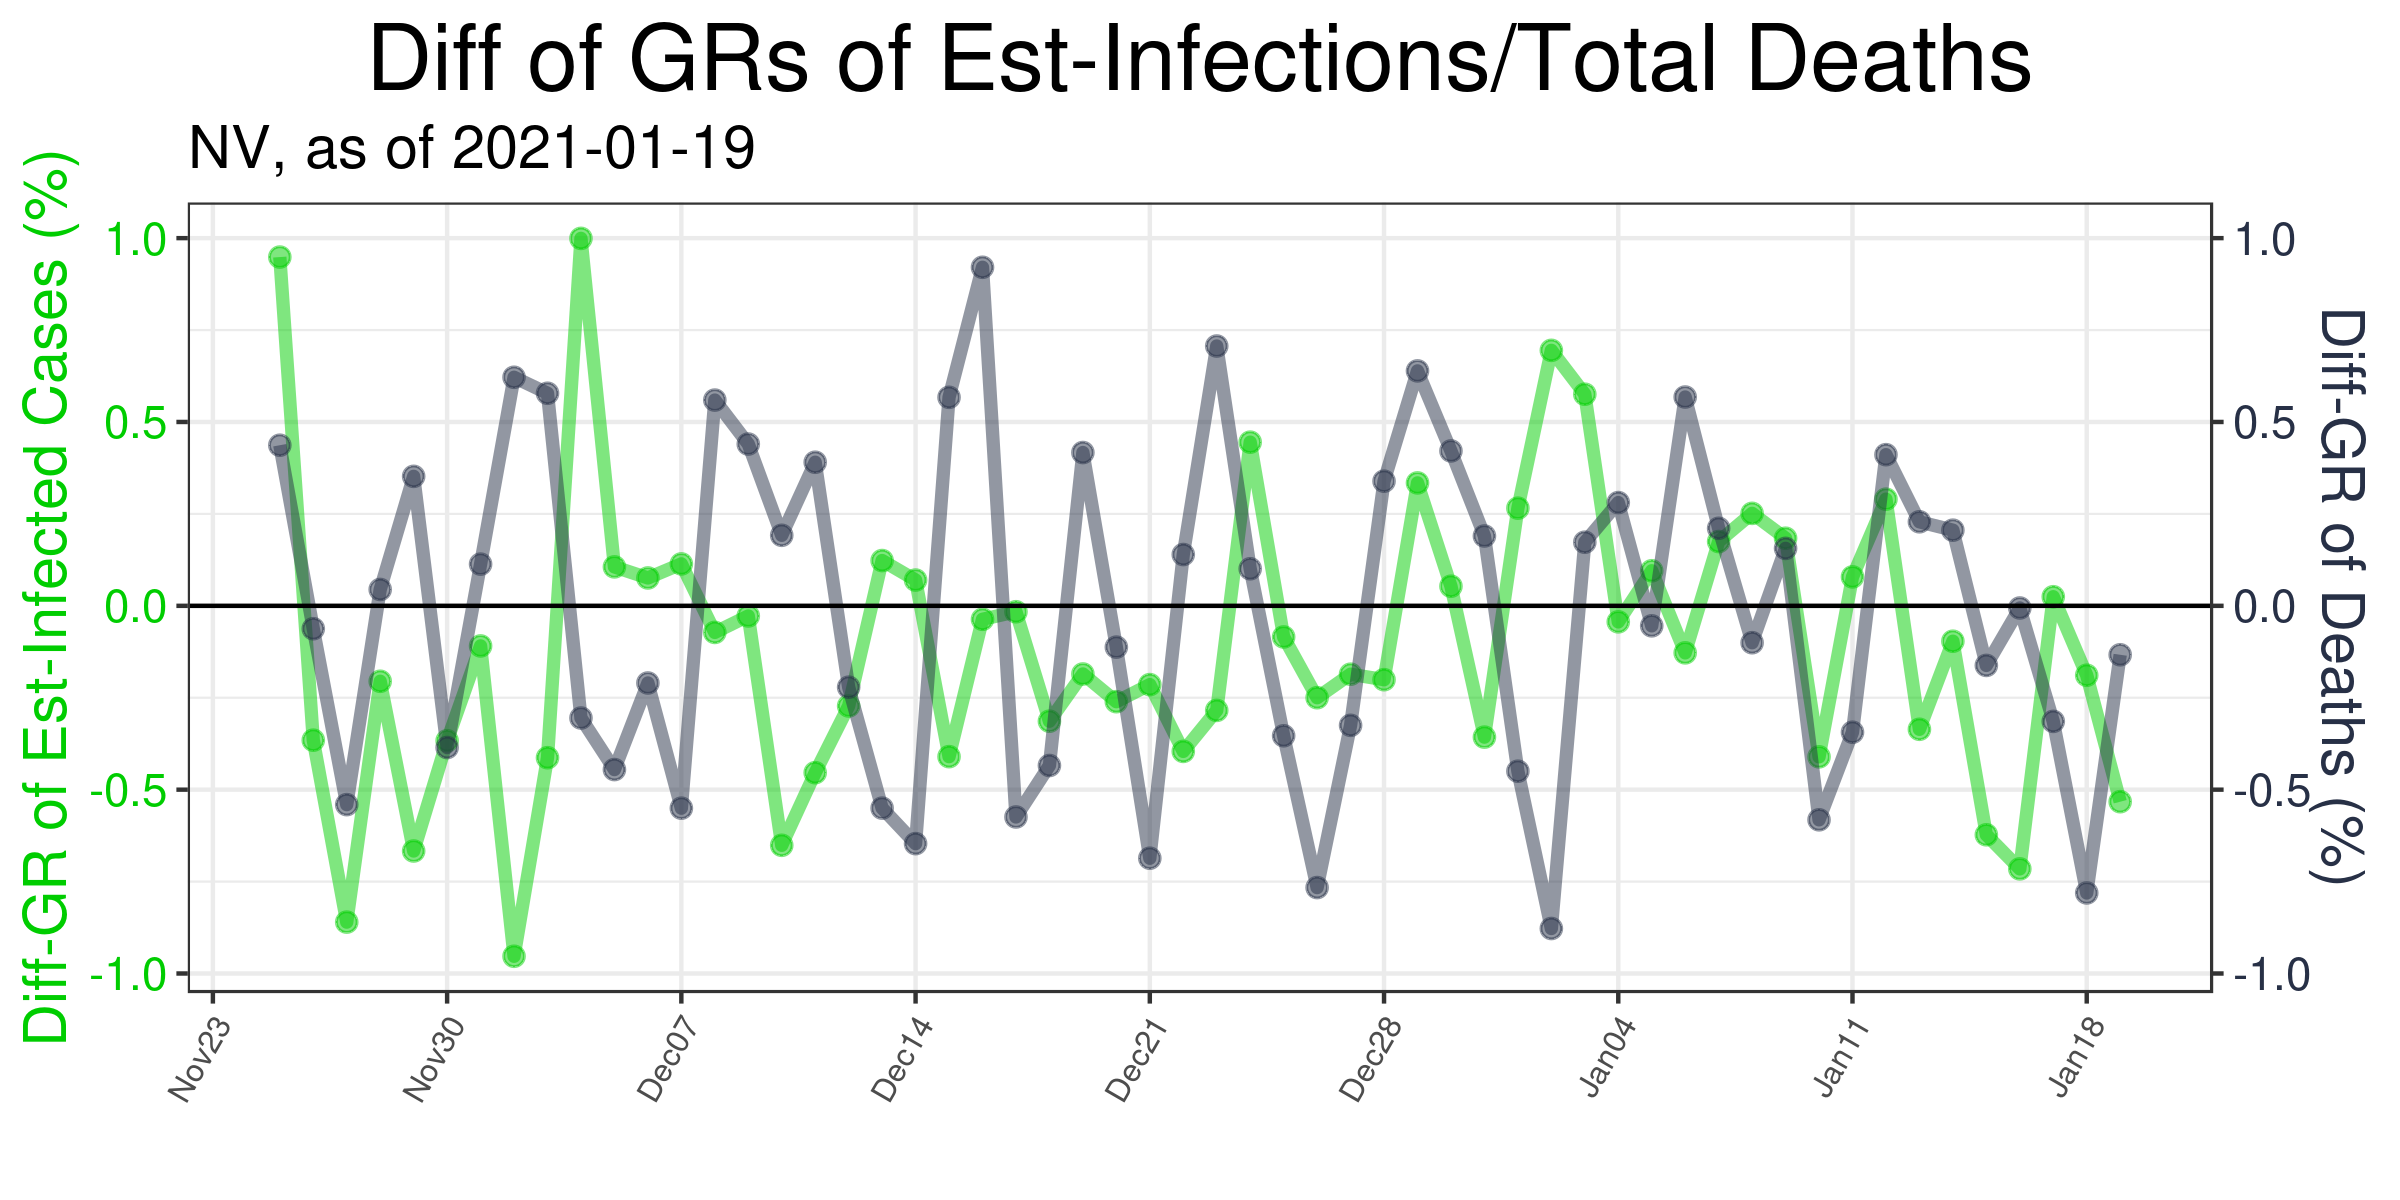 Diff of GRs of Est-Infections/Total Deaths
NV, as of 2021-01-19
Diff-GR of Est-Infected Cases (%)
1.0
0.5
0.0
-0.5
-1.0
1.0
0.5
0.0
-0.5
-1.0
Diff-GR of Deaths (%)
Nov23
Nov30
Dec07
Dec14
Dec21
Dec28
Jan04
Jan11
Jan18